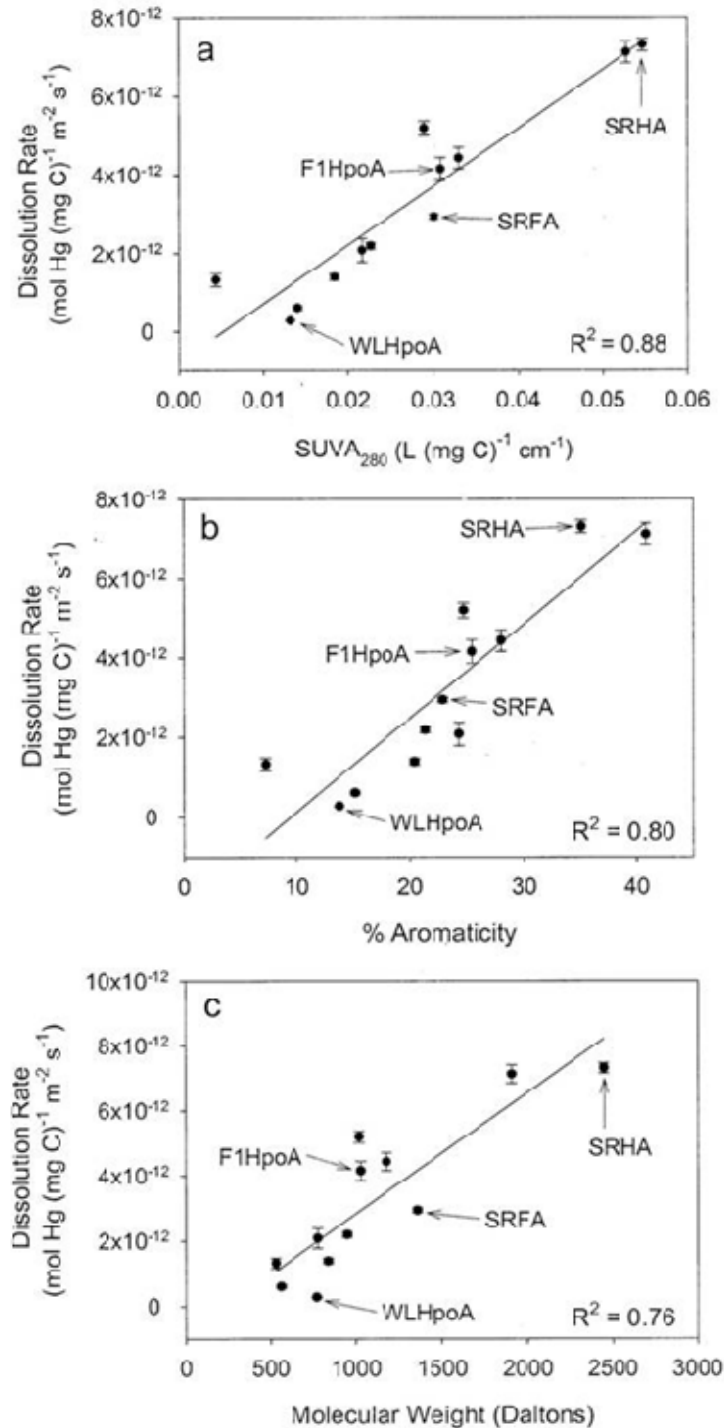 a
8x10⁻¹²
6x10⁻¹²
4x10⁻¹²
2x10⁻¹²
0
Dissolution Rate
(mol Hg (mg C)⁻¹ m⁻² s⁻¹)
SRHA
F1HpoA
SRFA
WLHpoA
R² = 0.88
0.00 0.01 0.02 0.03 0.04 0.05 0.06
SUVA₂₈₀ (L (mg C)⁻¹ cm⁻¹)
b
8x10⁻¹²
6x10⁻¹²
4x10⁻¹²
2x10⁻¹²
0
Dissolution Rate
(mol Hg (mg C)⁻¹ m⁻² s⁻¹)
SRHA
F1HpoA
SRFA
WLHpoA
R² = 0.80
0 10 20 30 40
% Aromaticity
c
10x10⁻¹²
8x10⁻¹²
6x10⁻¹²
4x10⁻¹²
2x10⁻¹²
0
Dissolution Rate
(mol Hg (mg C)⁻¹ m⁻² s⁻¹)
F1HpoA
SRHA
SRFA
WLHpoA
R² = 0.76
0 500 1000 1500 2000 2500 3000
Molecular Weight (Daltons)